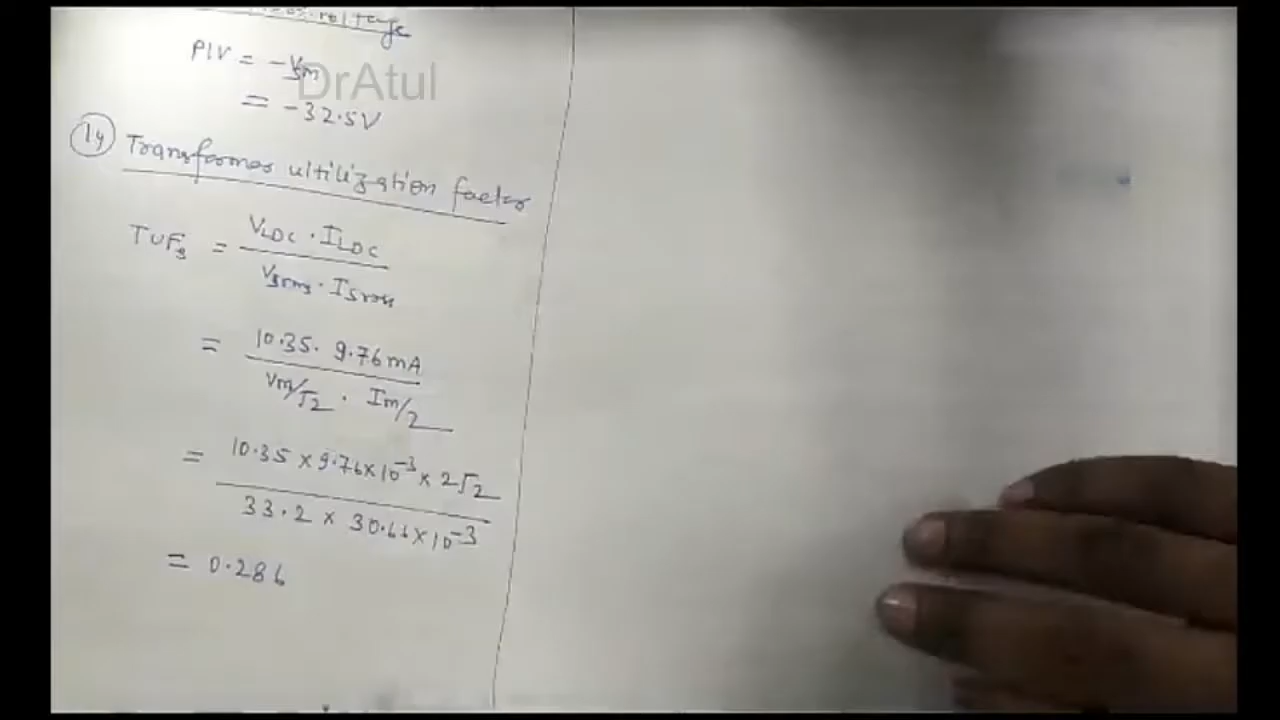 PIV = -Vsm
DrAtul
= -32.5V
14 Transformer ultilization factor
TUFs = VLDC . ILDC / Vsrms . Isrms
= 10.35 . 9.76mA / Vm/√2 . Im/2
= 10.35 × 9.76×10⁻³ × 2√2 / 33.2 × 30.66×10⁻³
= 0.286